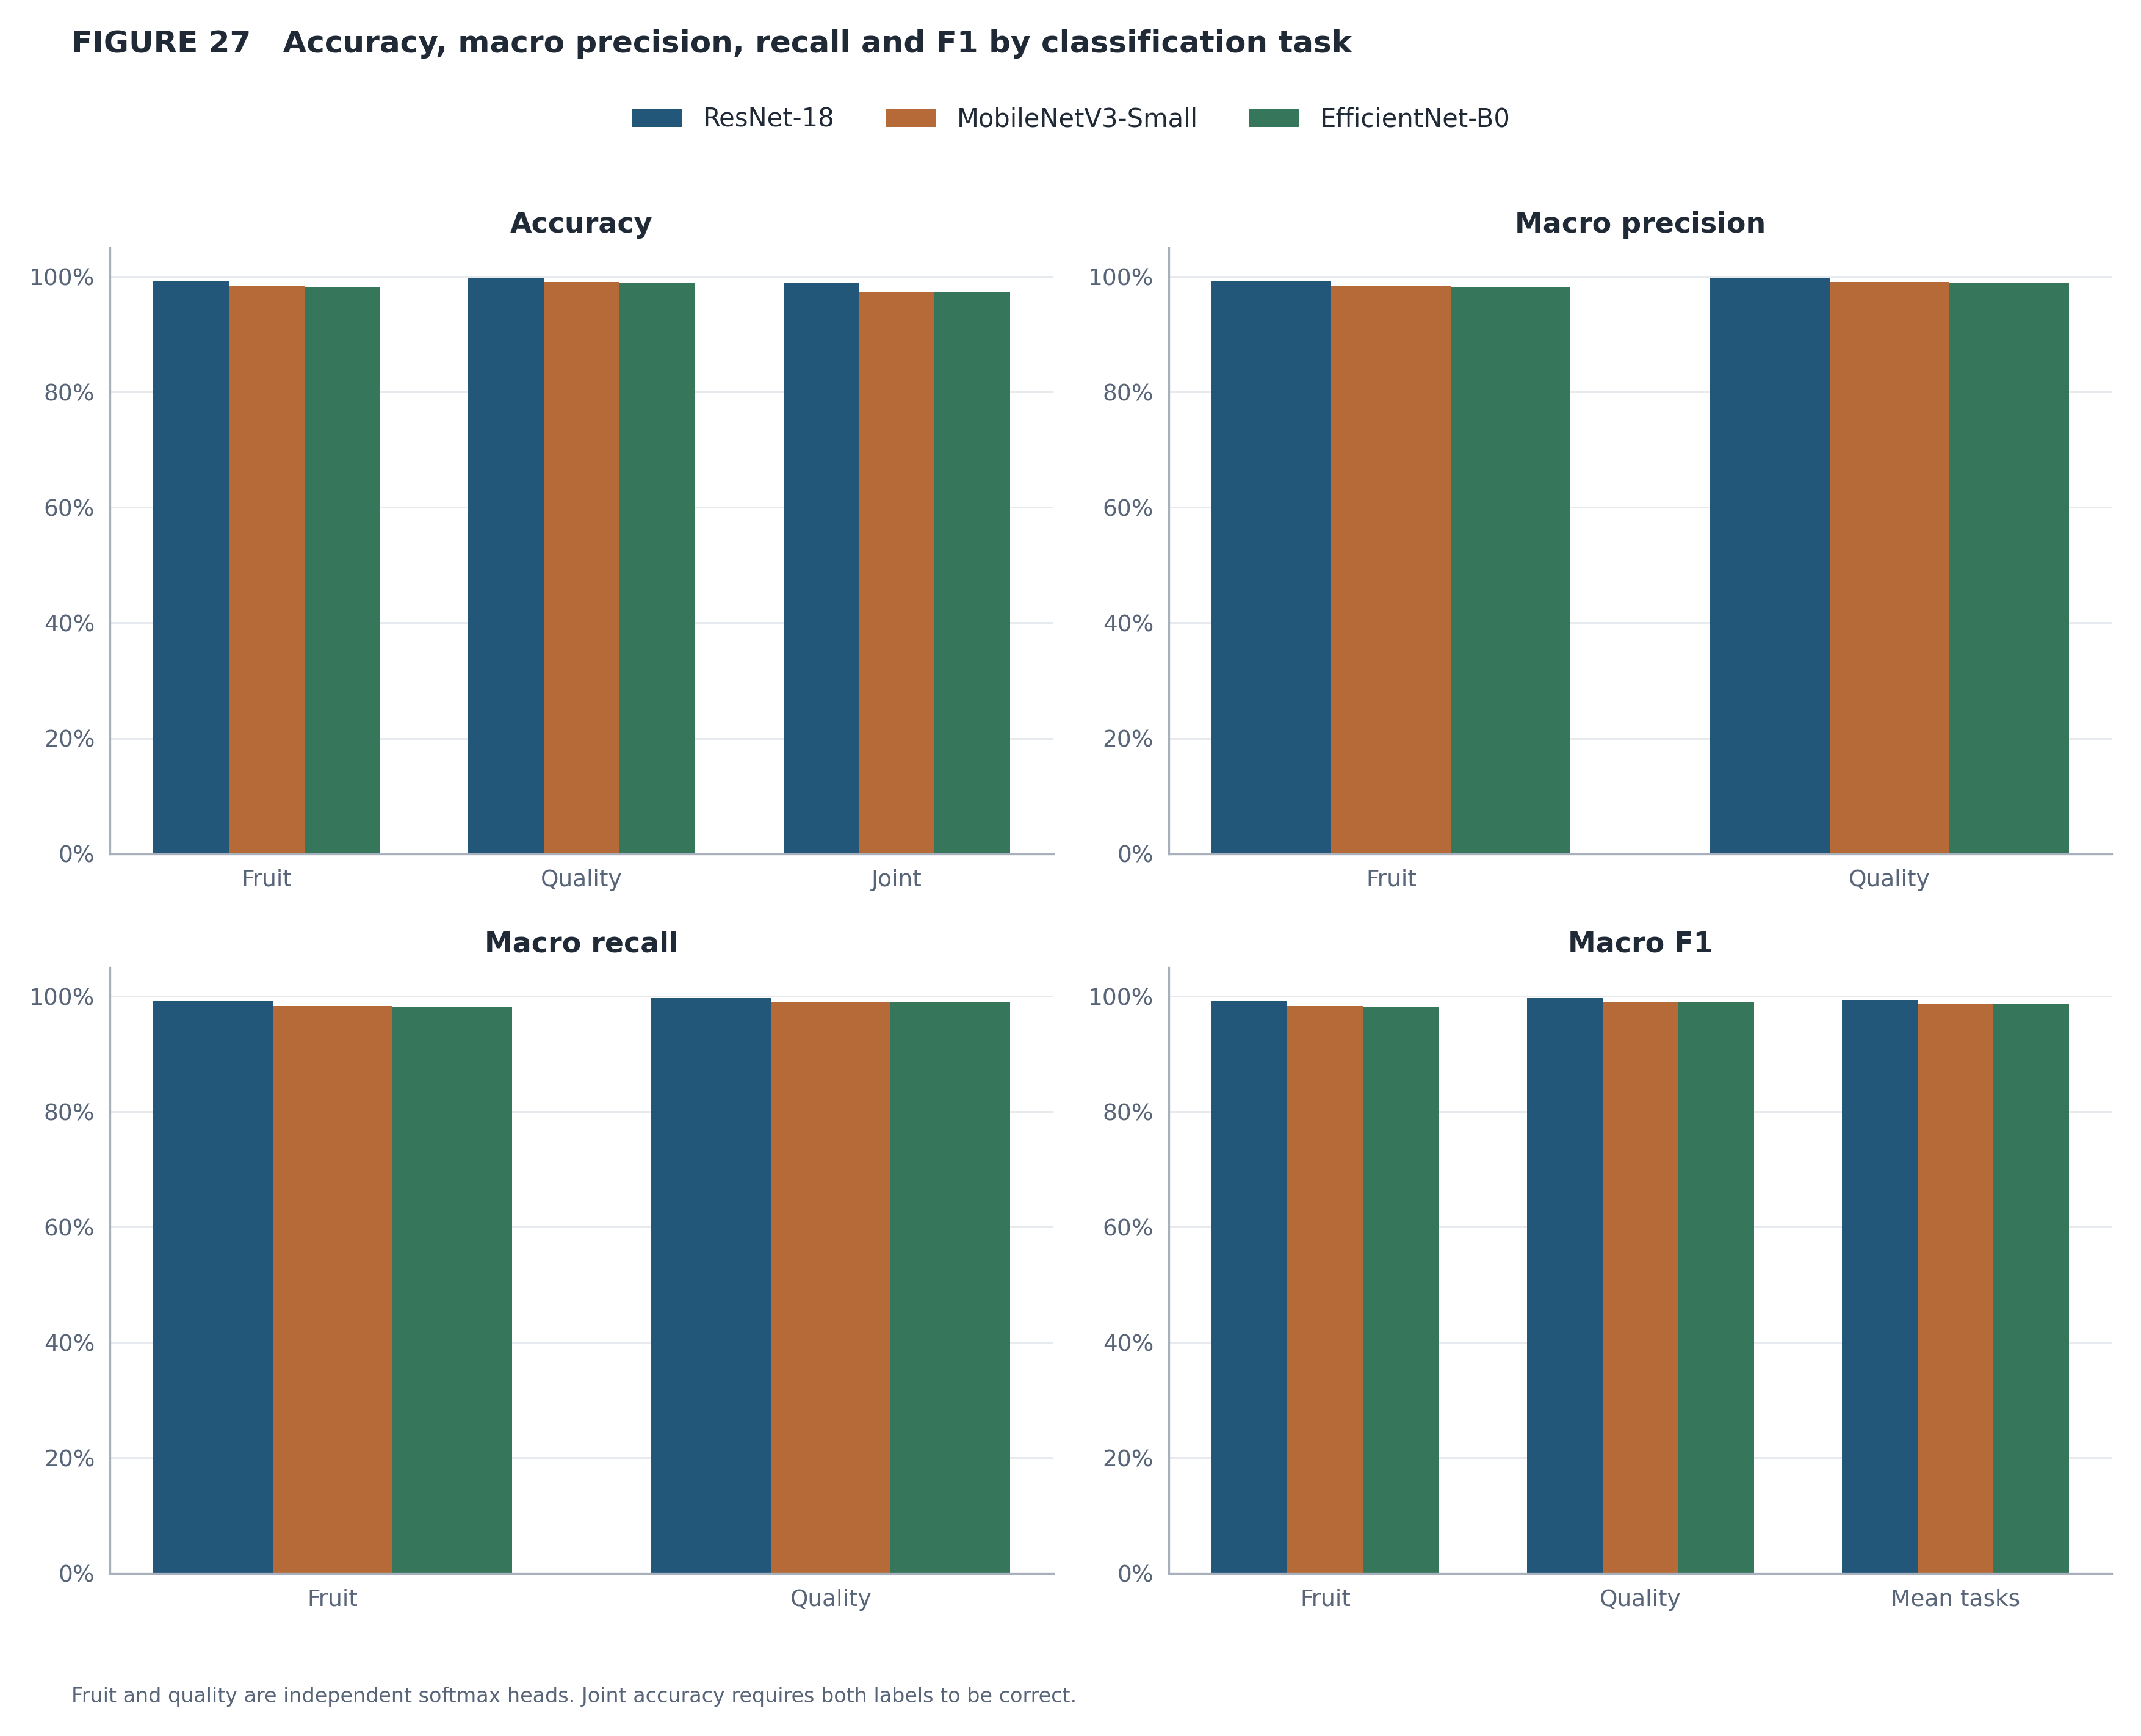 FIGURE 27 Accuracy, macro precision, recall and F1 by classification task
ResNet-18 MobileNetV3-Small EfficientNet-B0
Accuracy
100%
80%
60%
40%
20%
0%
Fruit Quality Joint
Macro precision
100%
80%
60%
40%
20%
0%
Fruit Quality
Macro recall
100%
80%
60%
40%
20%
0%
Fruit Quality
Macro F1
100%
80%
60%
40%
20%
0%
Fruit Quality Mean tasks
Fruit and quality are independent softmax heads. Joint accuracy requires both labels to be correct.